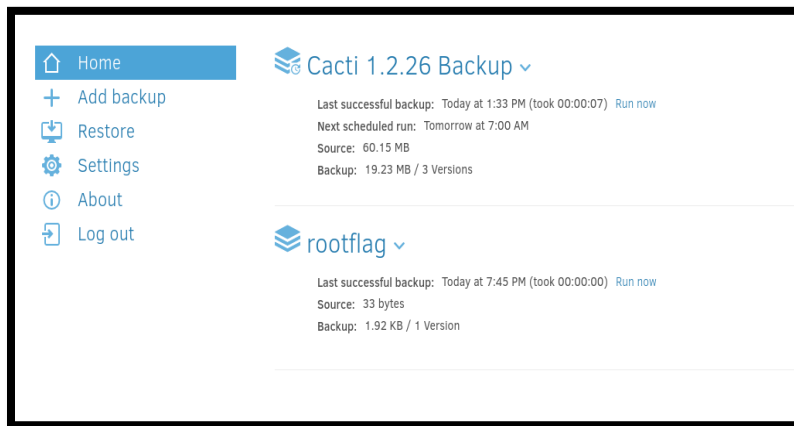 Home
Add backup
Restore
Settings
About
Log out
Cacti 1.2.26 Backup
Last successful backup: Today at 1:33 PM (took 00:00:07) Run now
Next scheduled run: Tomorrow at 7:00 AM
Source: 60.15 MB
Backup: 19.23 MB / 3 Versions
rootflag
Last successful backup: Today at 7:45 PM (took 00:00:00) Run now
Source: 33 bytes
Backup: 1.92 KB / 1 Version